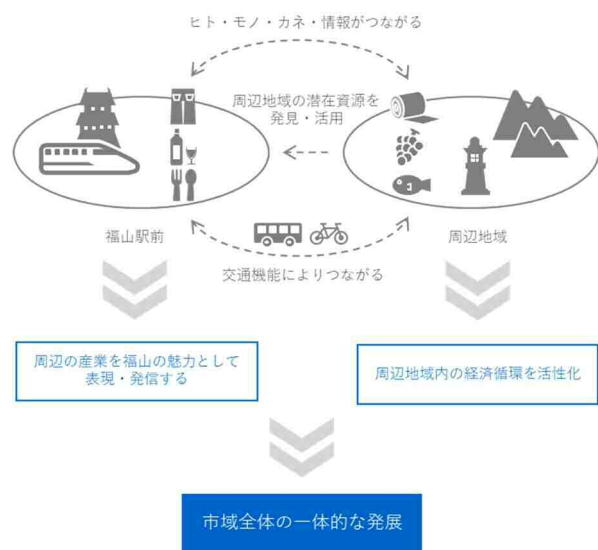 ヒト・モノ・カネ・情報がつながる
周辺地域の潜在資源を
発見・活用
福山駅前
周辺地域
交通機能によりつながる
周辺の産業を福山の魅力として
表現・発信する
周辺地域内の経済循環を活性化
市域全体の一体的な発展